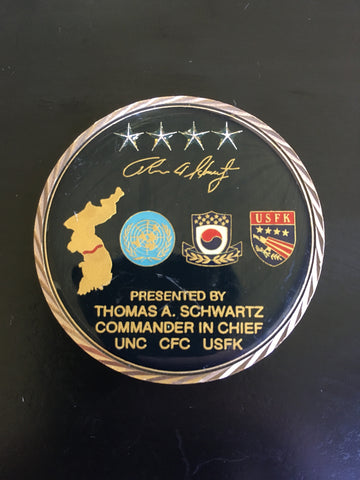 USFK
PRESENTED BY
THOMAS A. SCHWARTZ
COMMANDER IN CHIEF
UNC CFC USFK